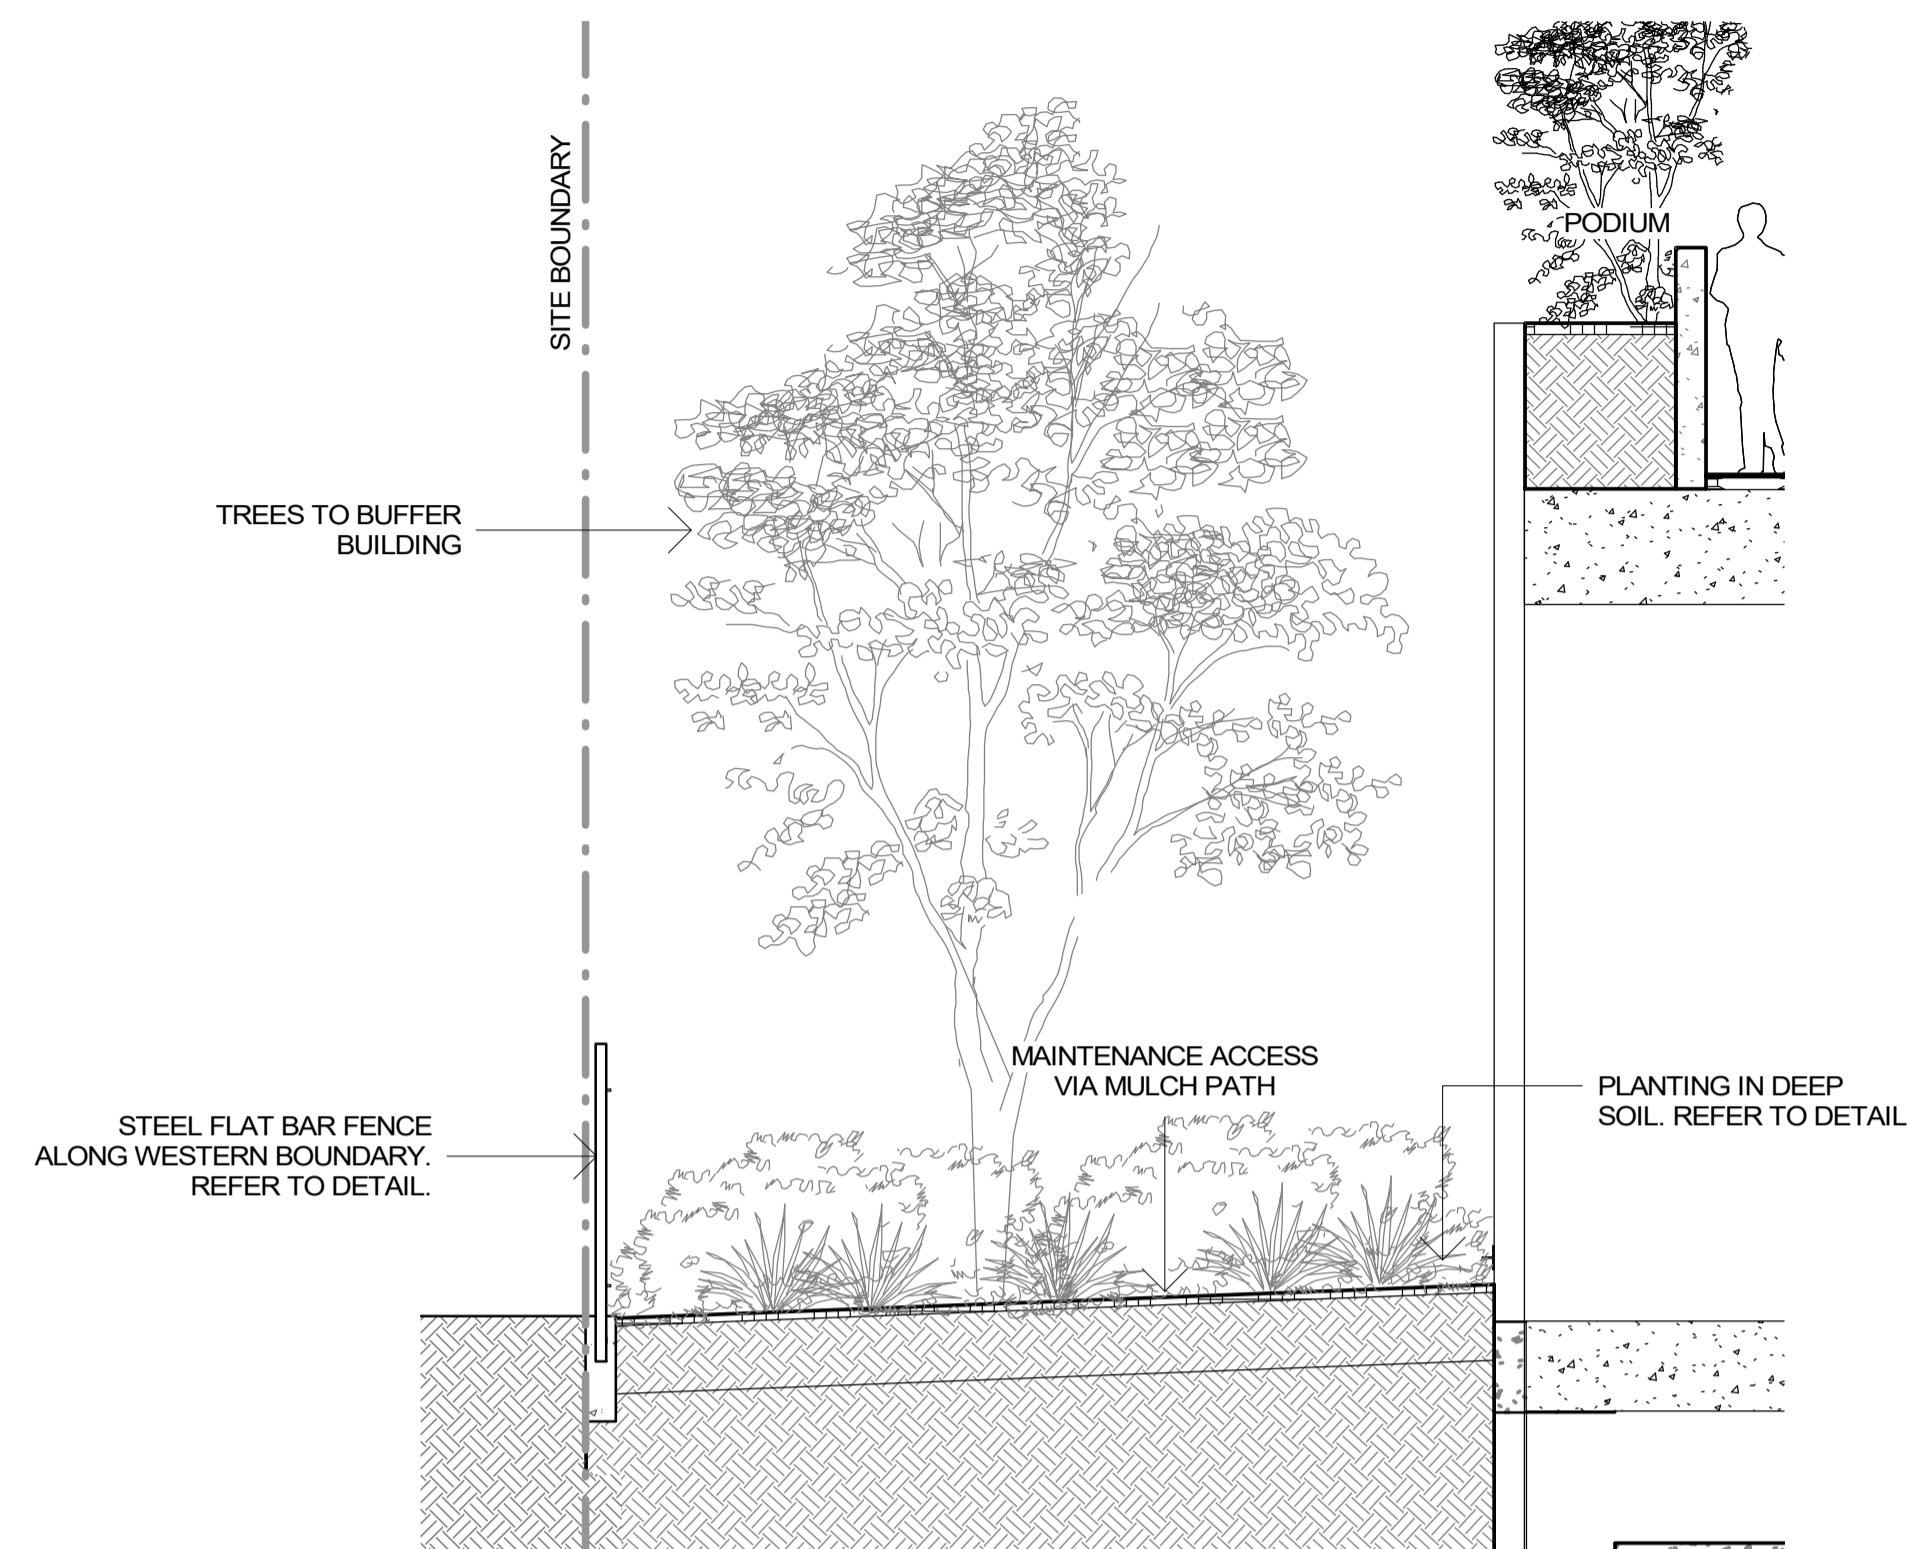 SITE BOUNDARY
PODIUM
TREES TO BUFFER
BUILDING
MAINTENANCE ACCESS
VIA MULCH PATH
PLANTING IN DEEP
SOIL. REFER TO DETAIL
STEEL FLAT BAR FENCE
ALONG WESTERN BOUNDARY.
REFER TO DETAIL.